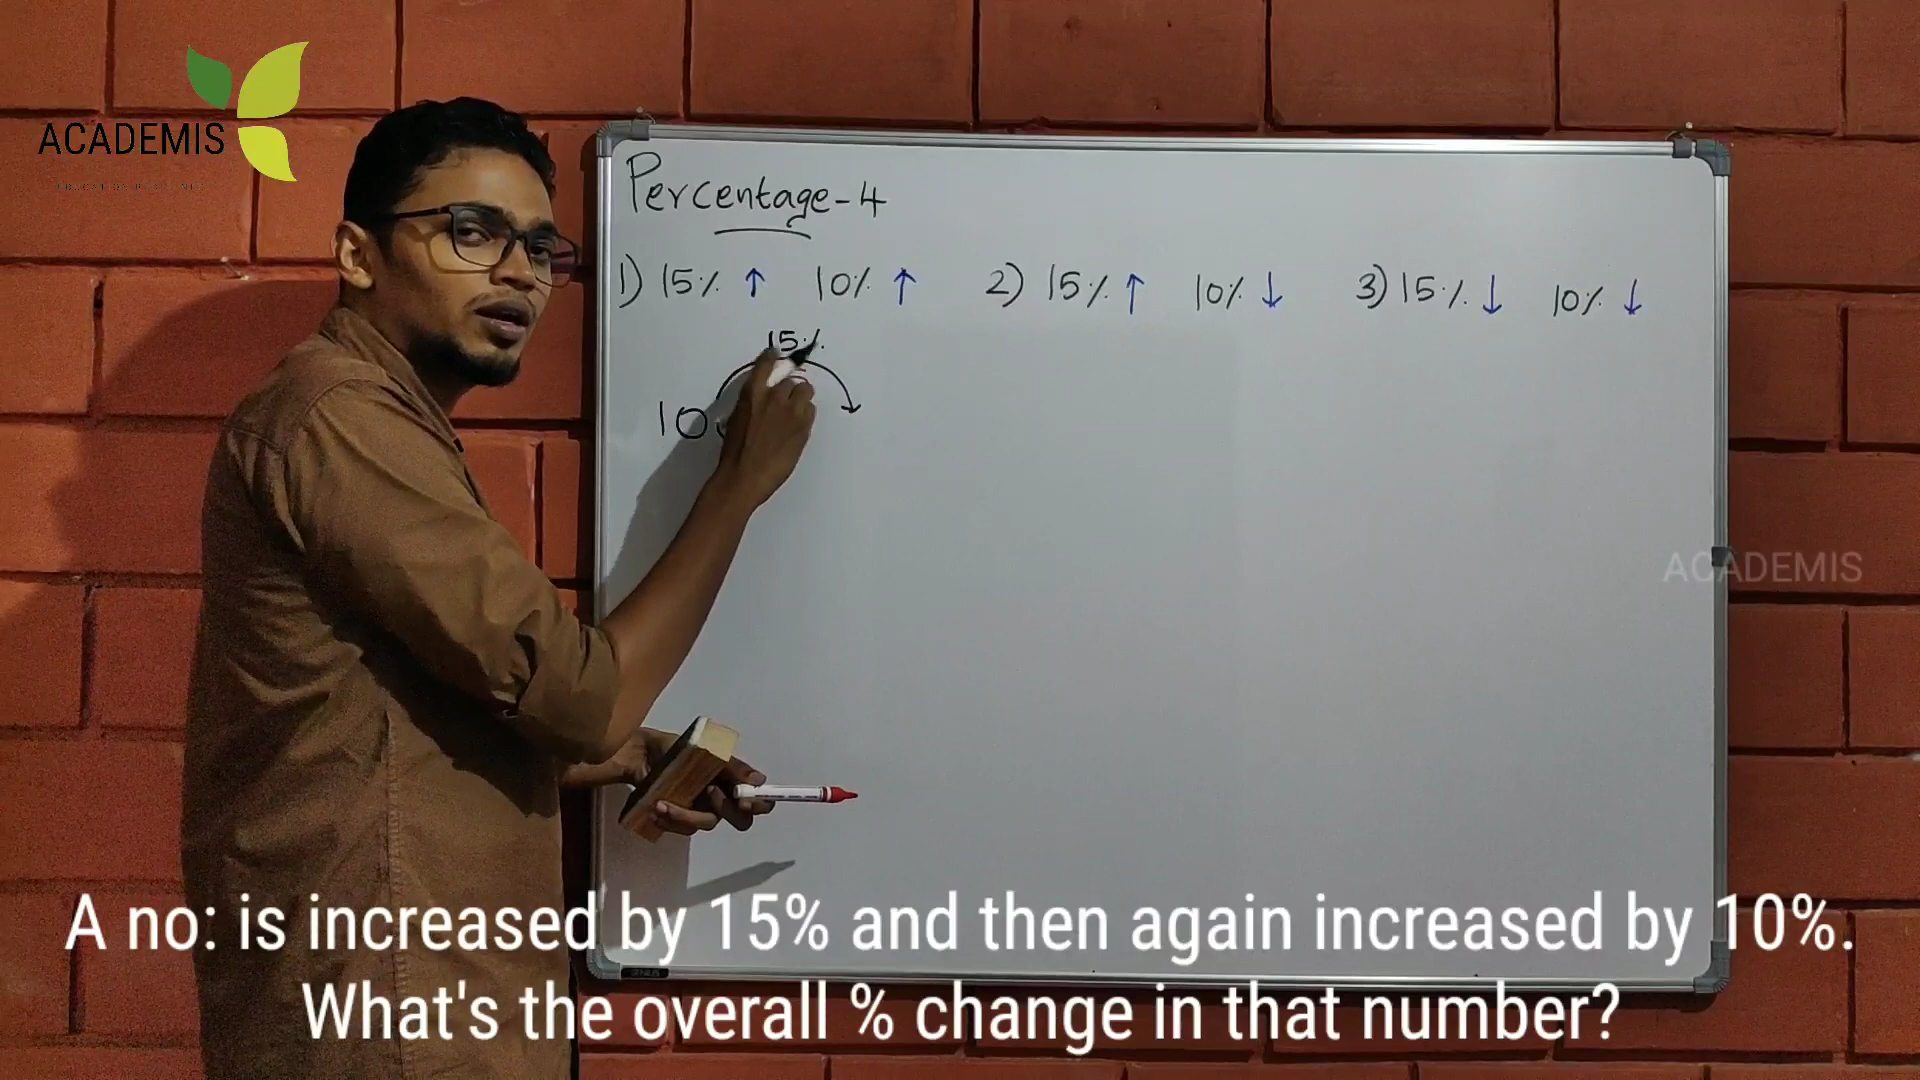 ACADEMIS
Percentage-4
1) 15% ↑ 10% ↑ 2) 15% ↑ 10% ↓ 3) 15% ↓ 10% ↓
15%
10
ACADEMIS
A no: is increased by 15% and then again increased by 10%.
What's the overall % change in that number?